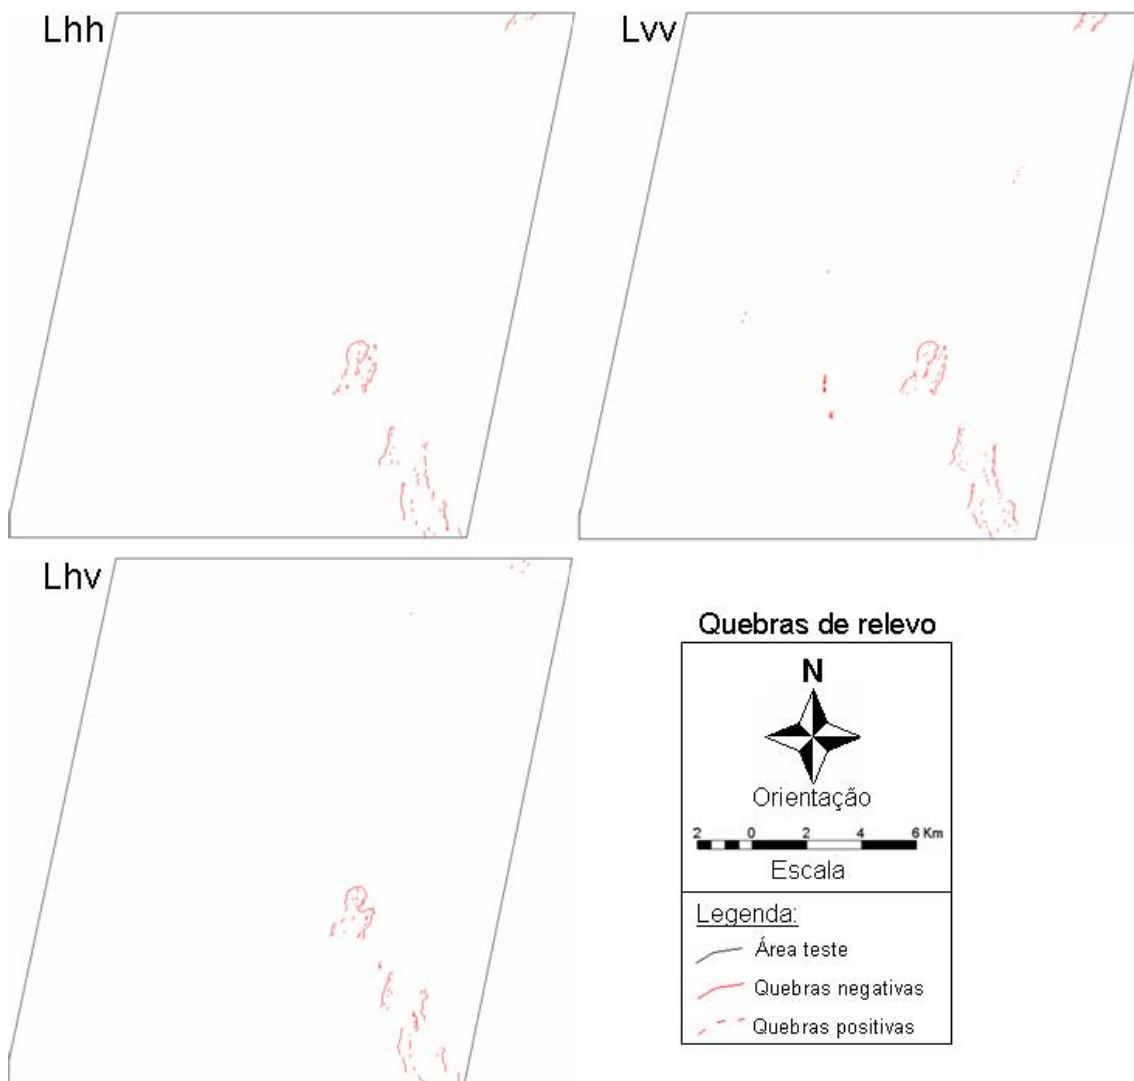 Lhh
Lvv
Lhv
Quebras de relevo
N
Orientação
2 0 2 4 6 Km
Escala
Legenda:
Área teste
Quebras negativas
Quebras positivas